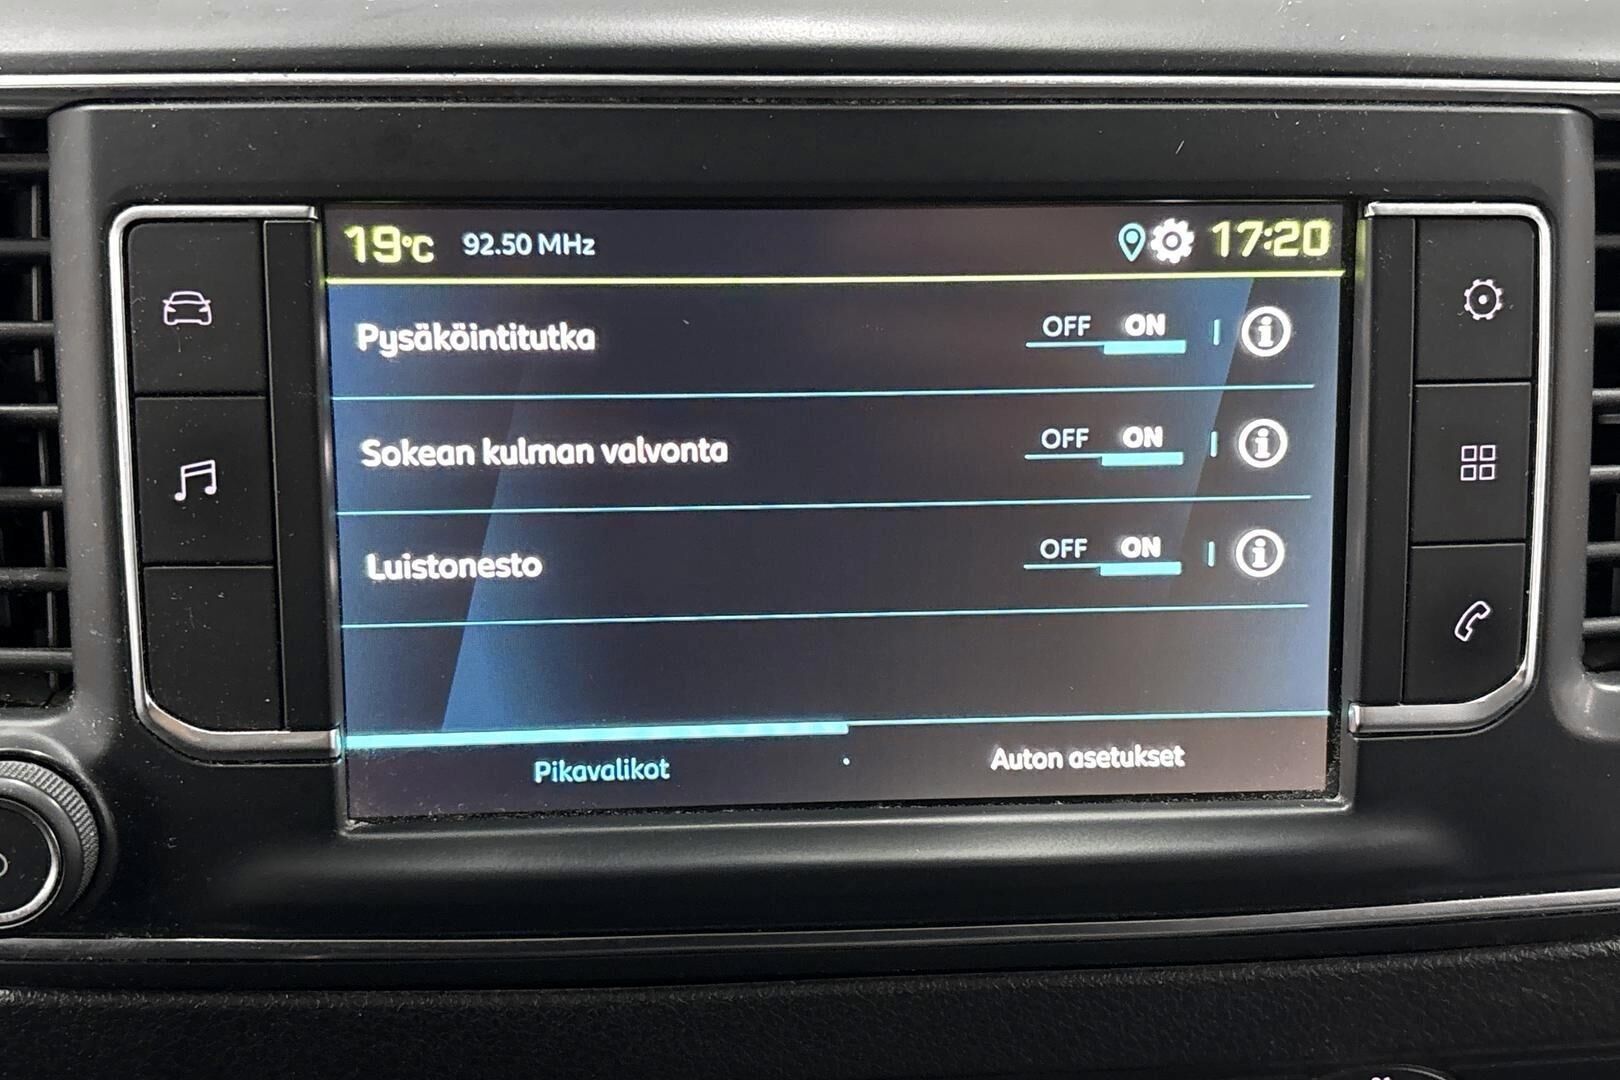 19°C 92.50 MHz 17:20
Pysäköintitutka OFF ON
Sokean kulman valvonta OFF ON
Luistonesto OFF ON
Pikavalikot Auton asetukset